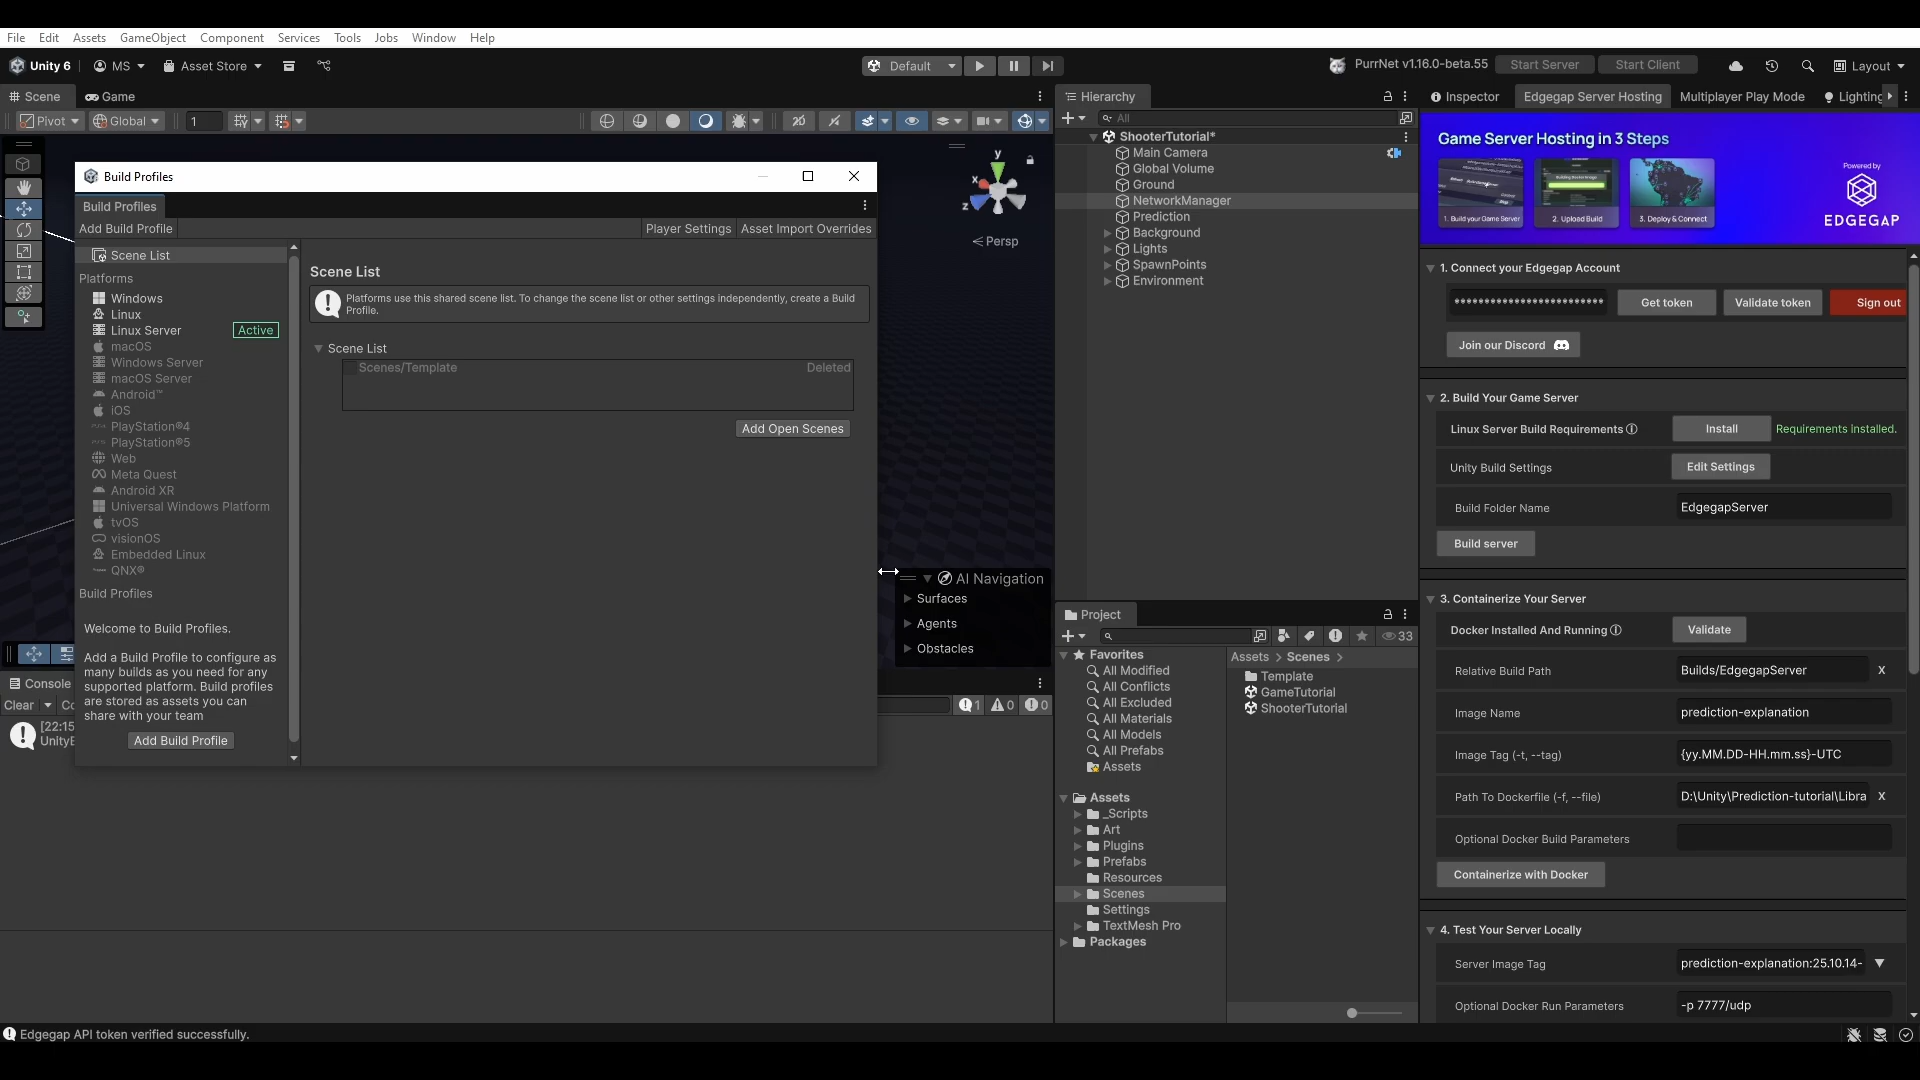 File Edit Assets GameObject Component Services Tools Jobs Window Help
Unity 6 MS Asset Store Default PurrNet v1.16.0-beta.55 Start Server Start Client Layout
Scene Game
Pivot Global 1 2D
y
x
z
Persp
Build Profiles
Build Profiles
Add Build Profile Player Settings Asset Import Overrides
Scene List
Platforms
Windows
Linux
Linux Server Active
macOS
Windows Server
macOS Server
Android™
iOS
PlayStation®4
PlayStation®5
Web
Meta Quest
Android XR
Universal Windows Platform
tvOS
visionOS
Embedded Linux
QNX®
Build Profiles
Welcome to Build Profiles.
Add a Build Profile to configure as
many builds as you need for any
supported platform. Build profiles
are stored as assets you can
share with your team
Add Build Profile
Scene List
Platforms use this shared scene list. To change the scene list or other settings independently, create a Build
Profile.
Scene List
Scenes/Template Deleted
Add Open Scenes
AI Navigation
Surfaces
Agents
Obstacles
Console
Clear Co 1 0 0
[22:15
UnityE
Hierarchy
All
ShooterTutorial*
Main Camera
Global Volume
Ground
NetworkManager
Prediction
Background
Lights
SpawnPoints
Environment
Project
33
Favorites
All Modified
All Conflicts
All Excluded
All Materials
All Models
All Prefabs
Assets
Assets
_Scripts
Art
Plugins
Prefabs
Resources
Scenes
Settings
TextMesh Pro
Packages
Assets > Scenes >
Template
GameTutorial
ShooterTutorial
Inspector Edgegap Server Hosting Multiplayer Play Mode Lighting
Game Server Hosting in 3 Steps
1. Build your Game Server 2. Upload Build 3. Deploy & Connect
Powered by
EDGEGAP
1. Connect your Edgegap Account
************************** Get token Validate token Sign out
Join our Discord
2. Build Your Game Server
Linux Server Build Requirements Install Requirements installed.
Unity Build Settings Edit Settings
Build Folder Name EdgegapServer
Build server
3. Containerize Your Server
Docker Installed And Running Validate
Relative Build Path Builds/EdgegapServer X
Image Name prediction-explanation
Image Tag (-t, --tag) {yy.MM.DD-HH.mm.ss}-UTC
Path To Dockerfile (-f, --file) D:\Unity\Prediction-tutorial\Libra X
Optional Docker Build Parameters
Containerize with Docker
4. Test Your Server Locally
Server Image Tag prediction-explanation:25.10.14-
Optional Docker Run Parameters -p 7777/udp
Edgegap API token verified successfully.